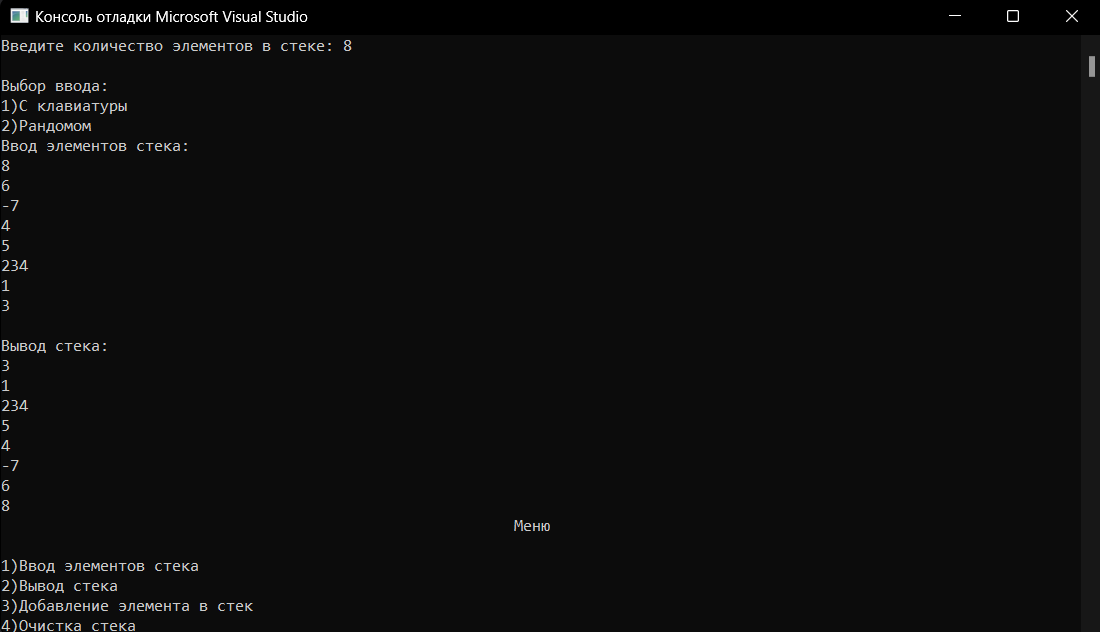 Консоль отладки Microsoft Visual Studio
Введите количество элементов в стеке: 8
Выбор ввода:
1)С клавиатуры
2)Рандомом
Ввод элементов стека:
8
6
-7
4
5
234
1
3
Вывод стека:
3
1
234
5
4
-7
6
8
Меню
1)Ввод элементов стека
2)Вывод стека
3)Добавление элемента в стек
4)Очистка стека